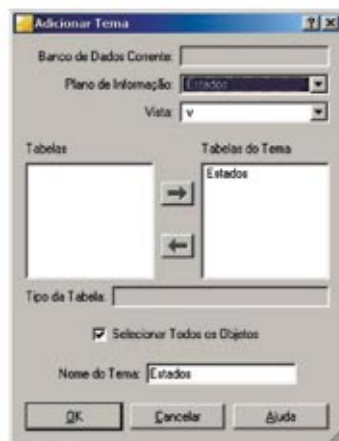 Adicionar Tema
Banco de Dados Corrente:
Plano de Informação: Estados
Vista: v
Tabelas
Tabelas do Tema
Estados
Tipo da Tabela:
Selecionar Todos os Objetos
Nome do Tema: Estados
OK Cancelar Ajuda